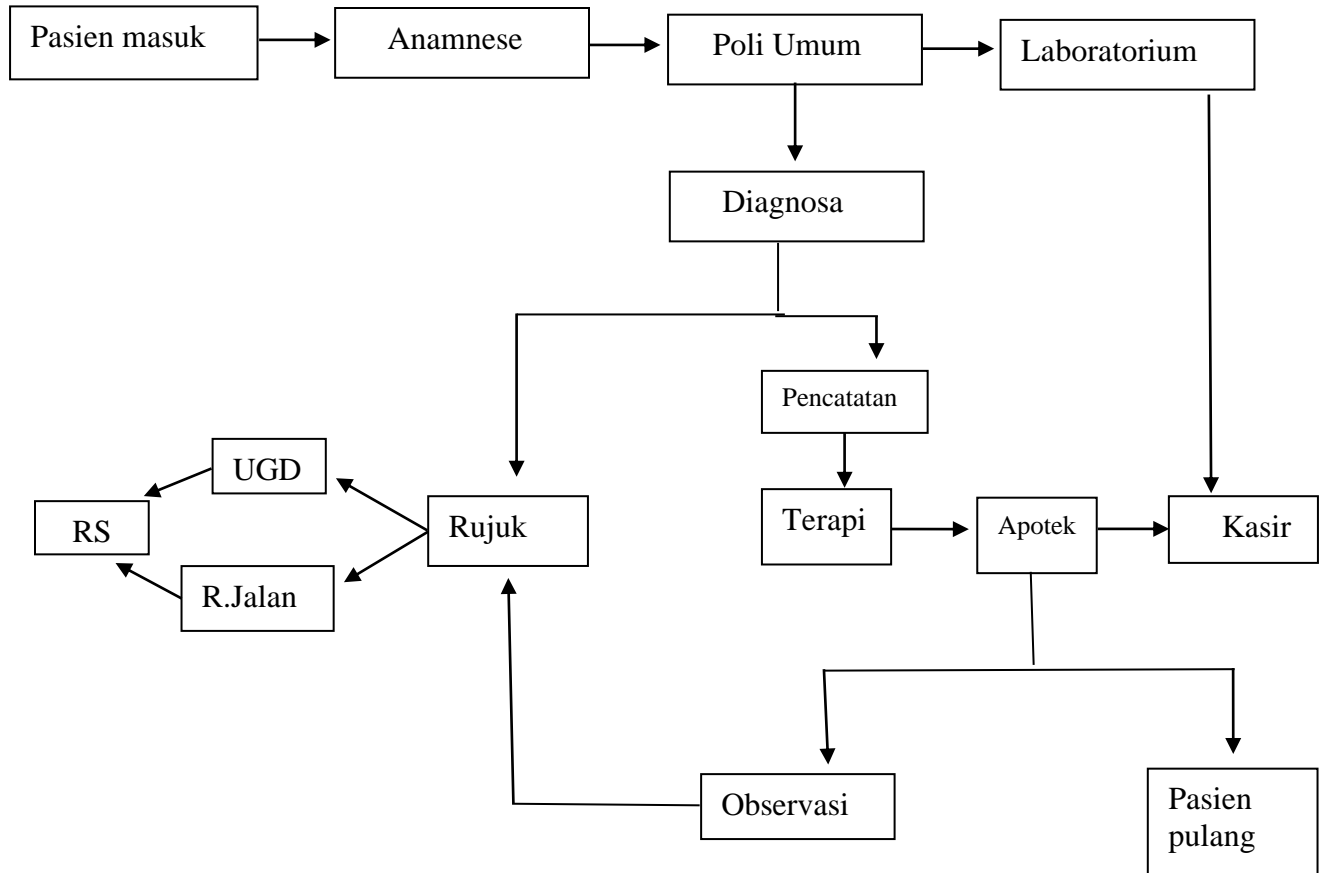 Pasien masuk
Anamnese
Poli Umum
Laboratorium
Diagnosa
Pencatatan
UGD
RS
R.Jalan
Rujuk
Terapi
Apotek
Kasir
Observasi
Pasien
pulang